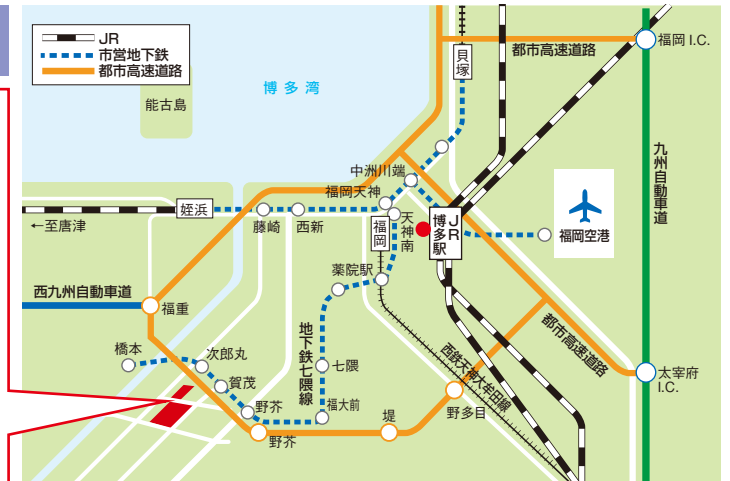 JR
市営地下鉄
都市高速道路
博多湾
能古島
貝塚
都市高速道路
福岡 I.C.
九州自動車道
中洲川端
福岡天神
姪浜
藤崎
西新
福岡
天神南
JR博多駅
福岡空港
←至唐津
薬院駅
西九州自動車道
福重
橋本
次郎丸
賀茂
野芥
地下鉄七隈線
七隈
福大前
西鉄天神大牟田線
都市高速道路
太宰府
I.C.
野芥
堤
野多目